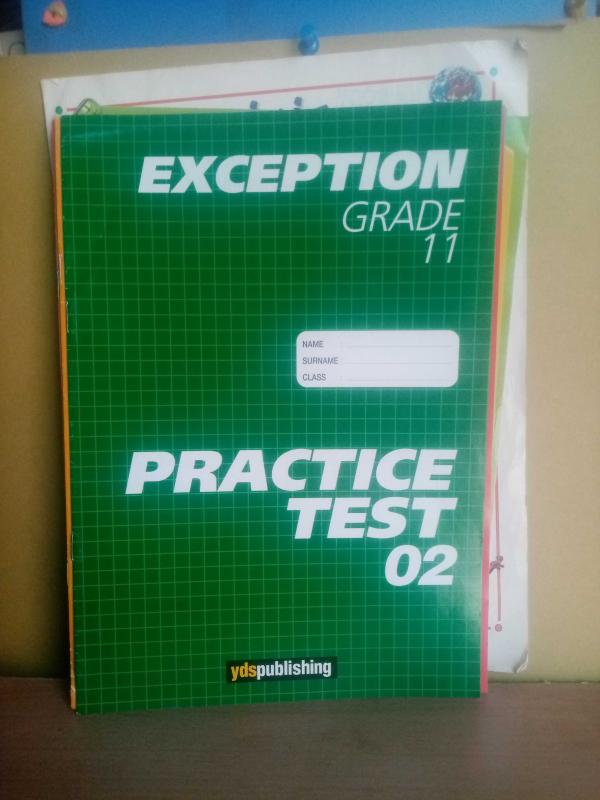 EXCEPTION
GRADE
11
NAME :
SURNAME
CLASS :
PRACTICE
TEST
02
ydspublishing